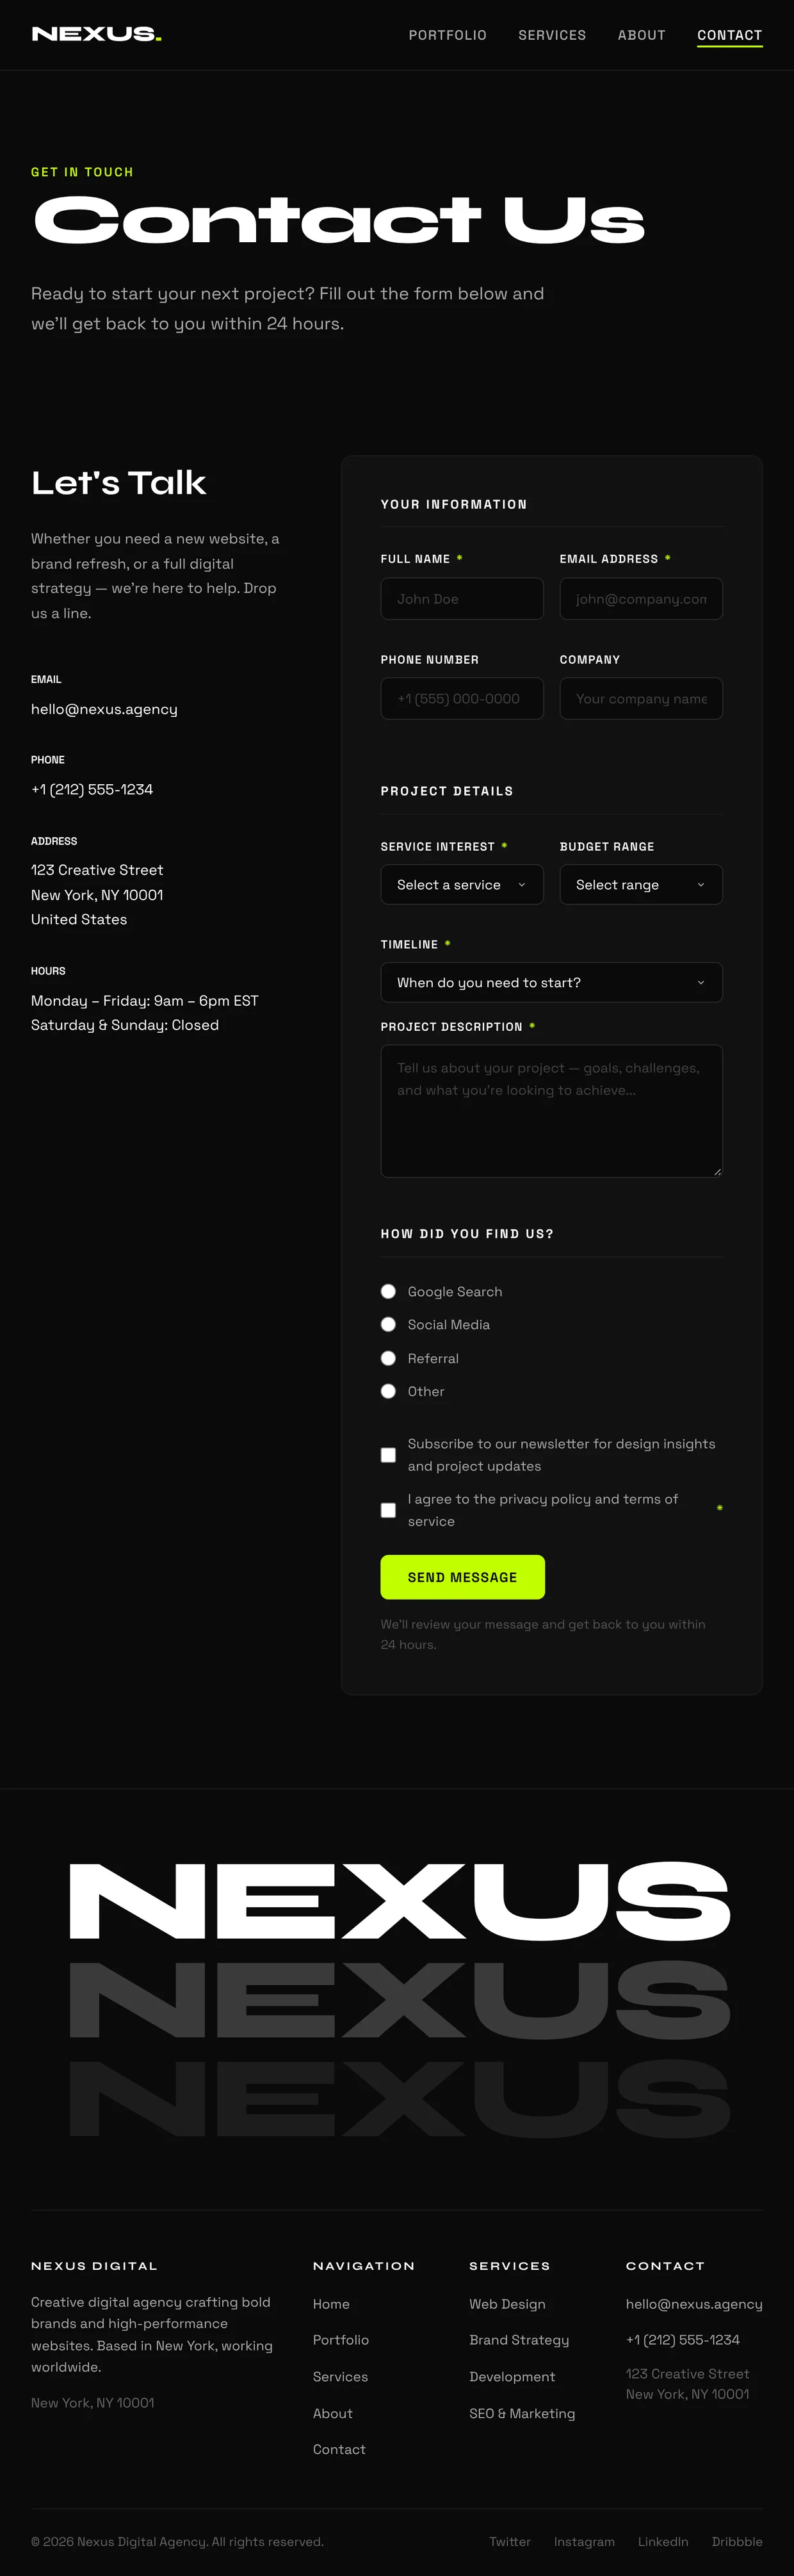 NEXUS.
PORTFOLIO
SERVICES
ABOUT
CONTACT
GET IN TOUCH
Contact Us
Ready to start your next project? Fill out the form below and
we'll get back to you within 24 hours.
Let's Talk
Whether you need a new website, a
brand refresh, or a full digital
strategy — we're here to help. Drop
us a line.
EMAIL
hello@nexus.agency
PHONE
+1 (212) 555-1234
ADDRESS
123 Creative Street
New York, NY 10001
United States
HOURS
Monday – Friday: 9am – 6pm EST
Saturday & Sunday: Closed
YOUR INFORMATION
FULL NAME *
EMAIL ADDRESS *
John Doe
john@company.com
PHONE NUMBER
COMPANY
+1 (555) 000-0000
Your company name
PROJECT DETAILS
SERVICE INTEREST *
BUDGET RANGE
Select a service
Select range
TIMELINE *
When do you need to start?
PROJECT DESCRIPTION *
Tell us about your project — goals, challenges,
and what you're looking to achieve...
HOW DID YOU FIND US?
Google Search
Social Media
Referral
Other
Subscribe to our newsletter for design insights
and project updates
I agree to the privacy policy and terms of
service *
SEND MESSAGE
We'll review your message and get back to you within
24 hours.
NEXUS
NEXUS
NEXUS
NEXUS DIGITAL
Creative digital agency crafting bold
brands and high-performance
websites. Based in New York, working
worldwide.
New York, NY 10001
NAVIGATION
Home
Portfolio
Services
About
Contact
SERVICES
Web Design
Brand Strategy
Development
SEO & Marketing
CONTACT
hello@nexus.agency
+1 (212) 555-1234
123 Creative Street
New York, NY 10001
© 2026 Nexus Digital Agency. All rights reserved.
Twitter
Instagram
LinkedIn
Dribbble